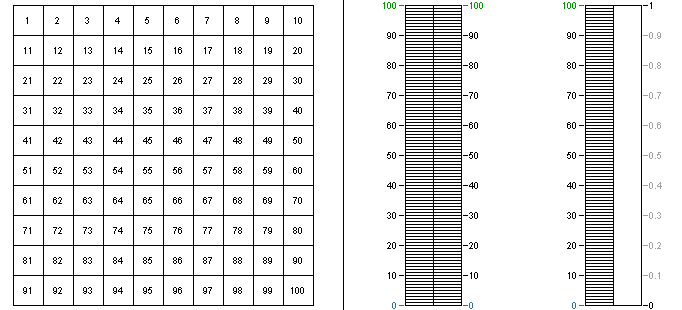 1 2 3 4 5 6 7 8 9 10
11 12 13 14 15 16 17 18 19 20
21 22 23 24 25 26 27 28 29 30
31 32 33 34 35 36 37 38 39 40
41 42 43 44 45 46 47 48 49 50
51 52 53 54 55 56 57 58 59 60
61 62 63 64 65 66 67 68 69 70
71 72 73 74 75 76 77 78 79 80
81 82 83 84 85 86 87 88 89 90
91 92 93 94 95 96 97 98 99 100
100 100 100 1
90 90 90 0.9
80 80 80 0.8
70 70 70 0.7
60 60 60 0.6
50 50 50 0.5
40 40 40 0.4
30 30 30 0.3
20 20 20 0.2
10 10 10 0.1
0 0 0 0